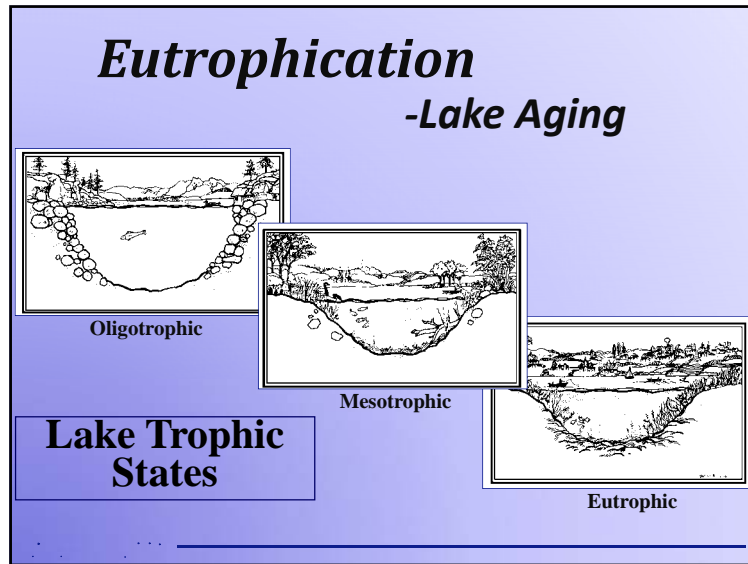 Eutrophication
-Lake Aging
Oligotrophic
Mesotrophic
Eutrophic
Lake Trophic
States